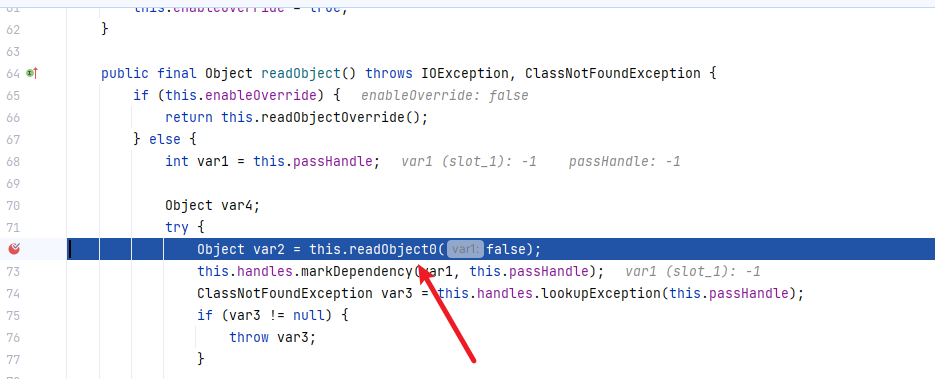 61 this.enableOverride = true;
62 }
63
64 public final Object readObject() throws IOException, ClassNotFoundException {
65 if (this.enableOverride) { enableOverride: false
66 return this.readObjectOverride();
67 } else {
68 int var1 = this.passHandle; var1 (slot_1): -1 passHandle: -1
69
70 Object var4;
71 try {
Object var2 = this.readObject0( var1: false);
73 this.handles.markDependency(var1, this.passHandle); var1 (slot_1): -1
74 ClassNotFoundException var3 = this.handles.lookupException(this.passHandle);
75 if (var3 != null) {
76 throw var3;
77 }